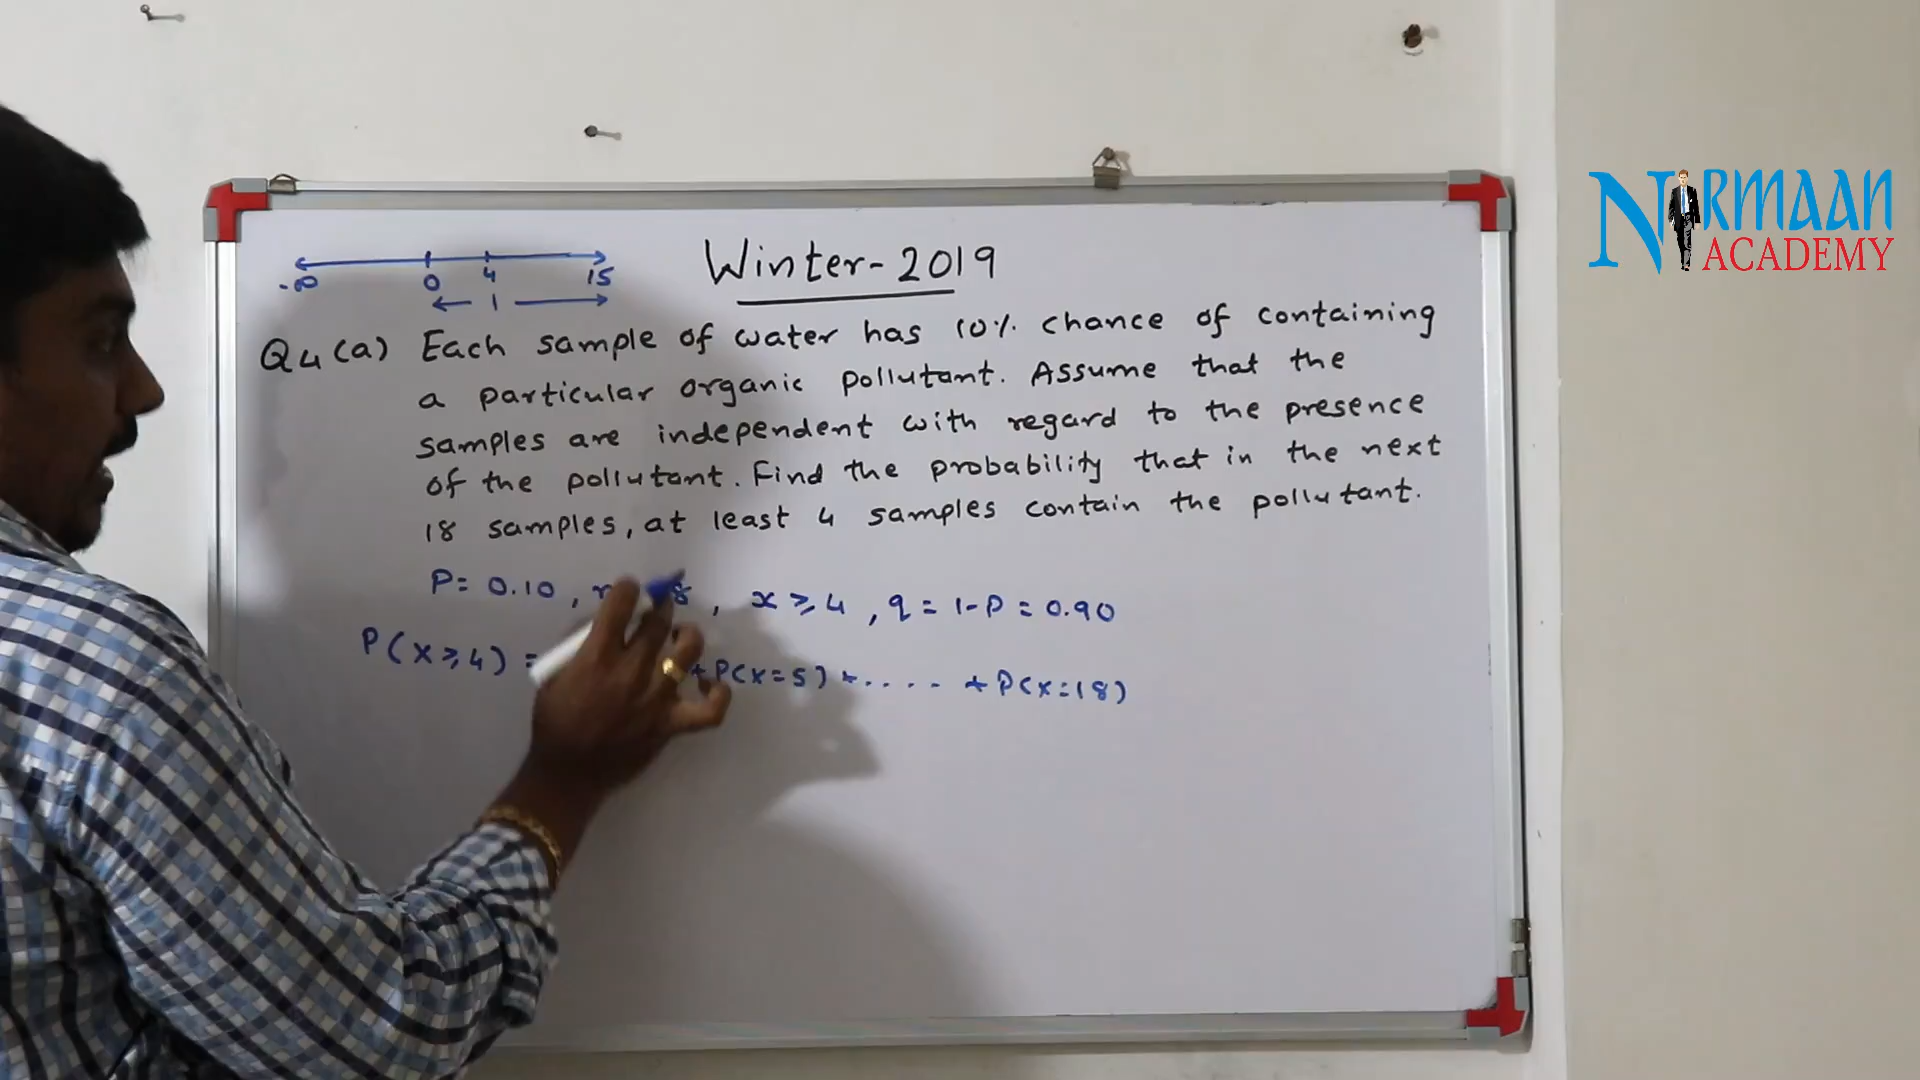 Winter-2019
-∞ 0 4 15
1
Q4(a) Each sample of water has 10% chance of containing
a particular organic pollutant. Assume that the
samples are independent with regard to the presence
of the pollutant. Find the probability that in the next
18 samples, at least 4 samples contain the pollutant.
P= 0.10, 8, x ≥ 4, q = 1-P = 0.90
P(X≥4) = +P(X=5) +.... +P(X=18)
NIRMAAN
ACADEMY